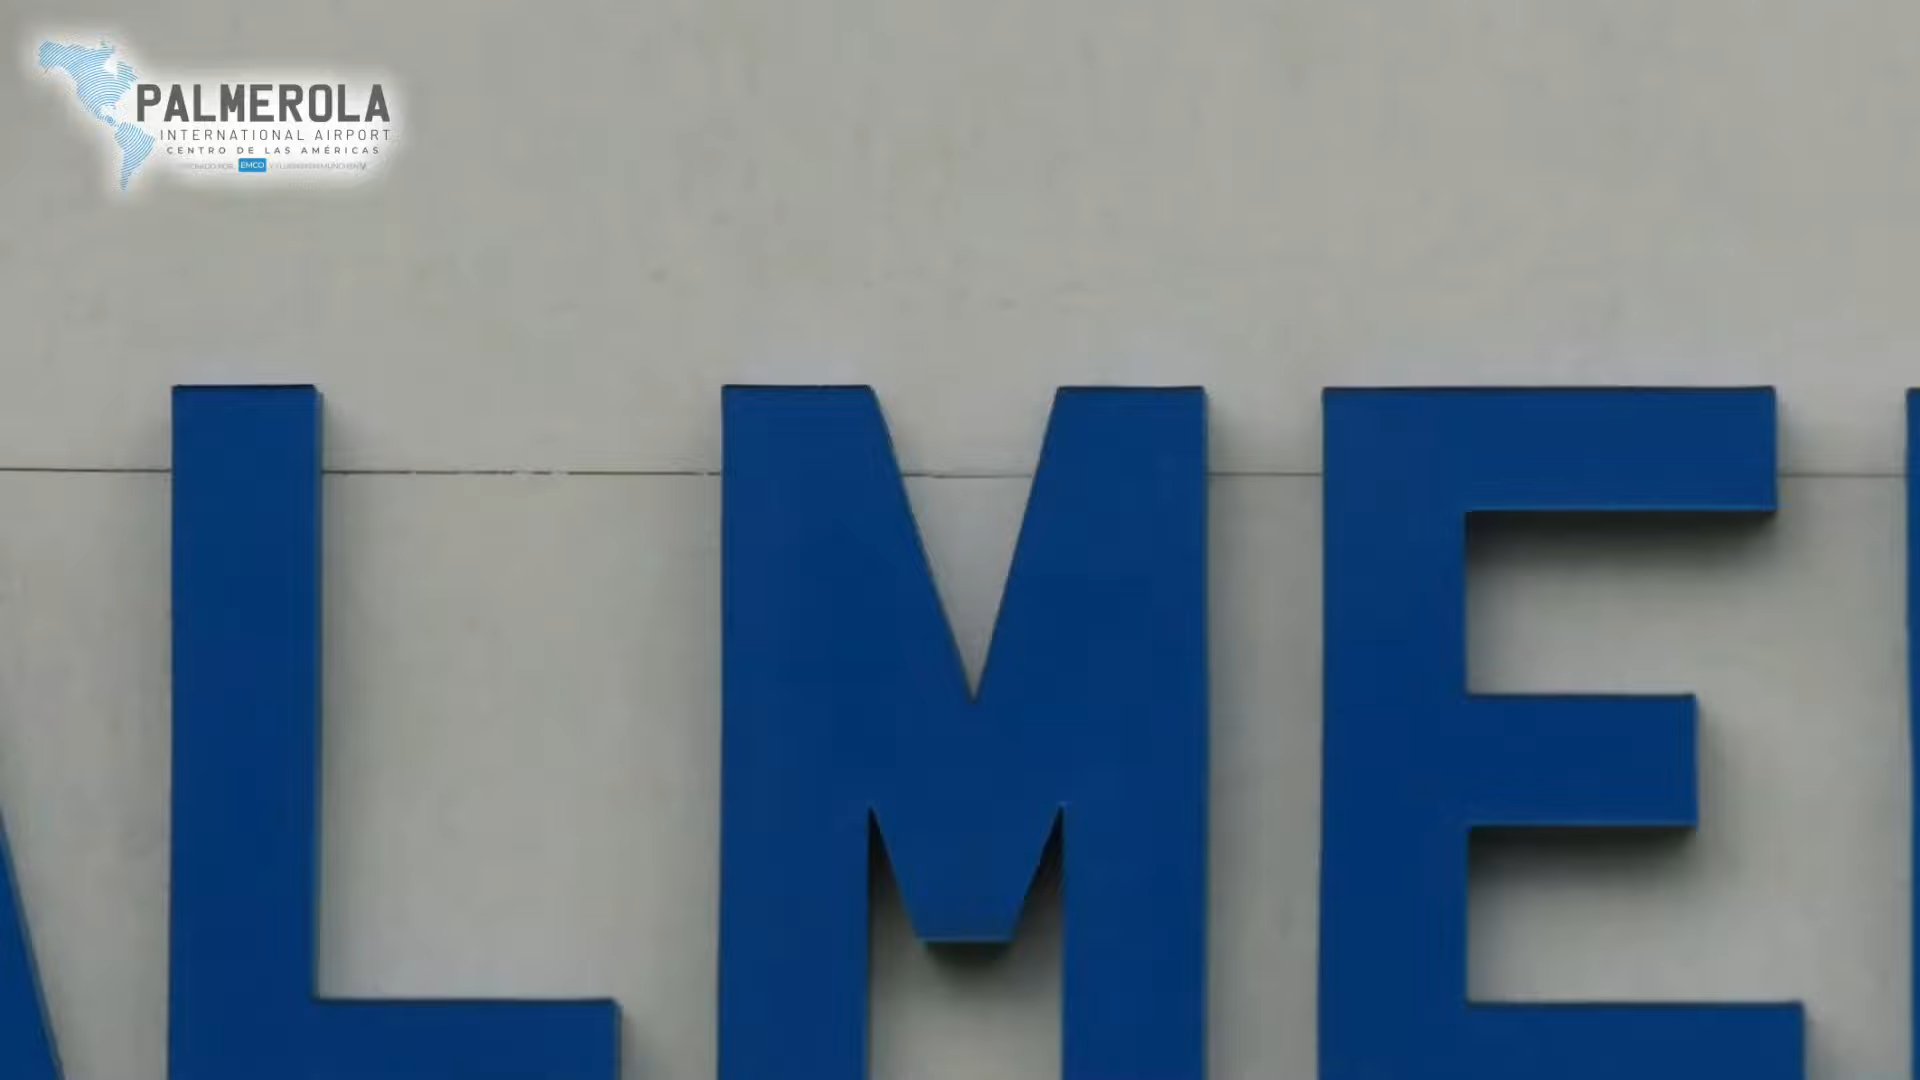 PALMEROLA
INTERNATIONAL AIRPORT
CENTRO DE LAS AMÉRICAS
EMCO
LME